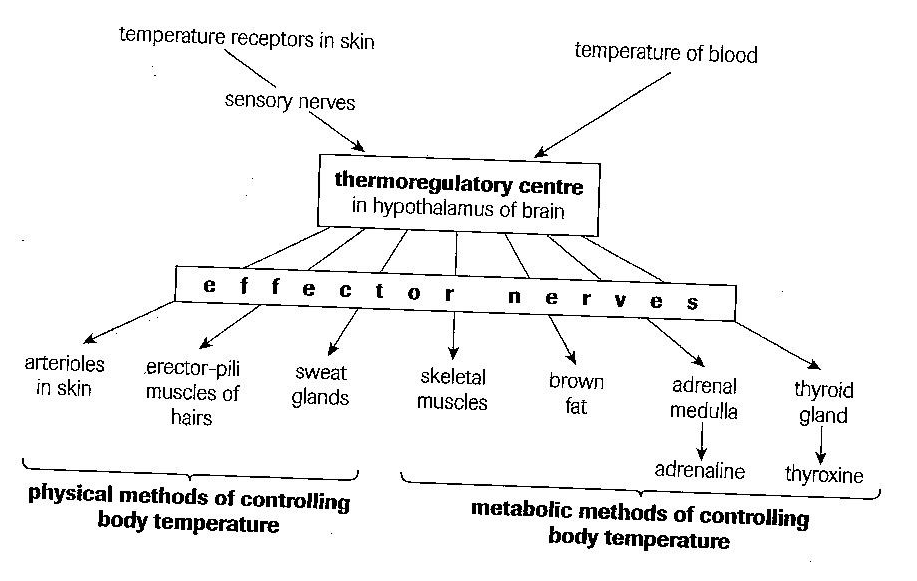 temperature receptors in skin
temperature of blood
sensory nerves
thermoregulatory centre
in hypothalamus of brain
effector nerves
arterioles
in skin
erector-pili
muscles of
hairs
sweat
glands
skeletal
muscles
brown
fat
adrenal
medulla
adrenaline
thyroid
gland
thyroxine
physical methods of controlling
body temperature
metabolic methods of controlling
body temperature